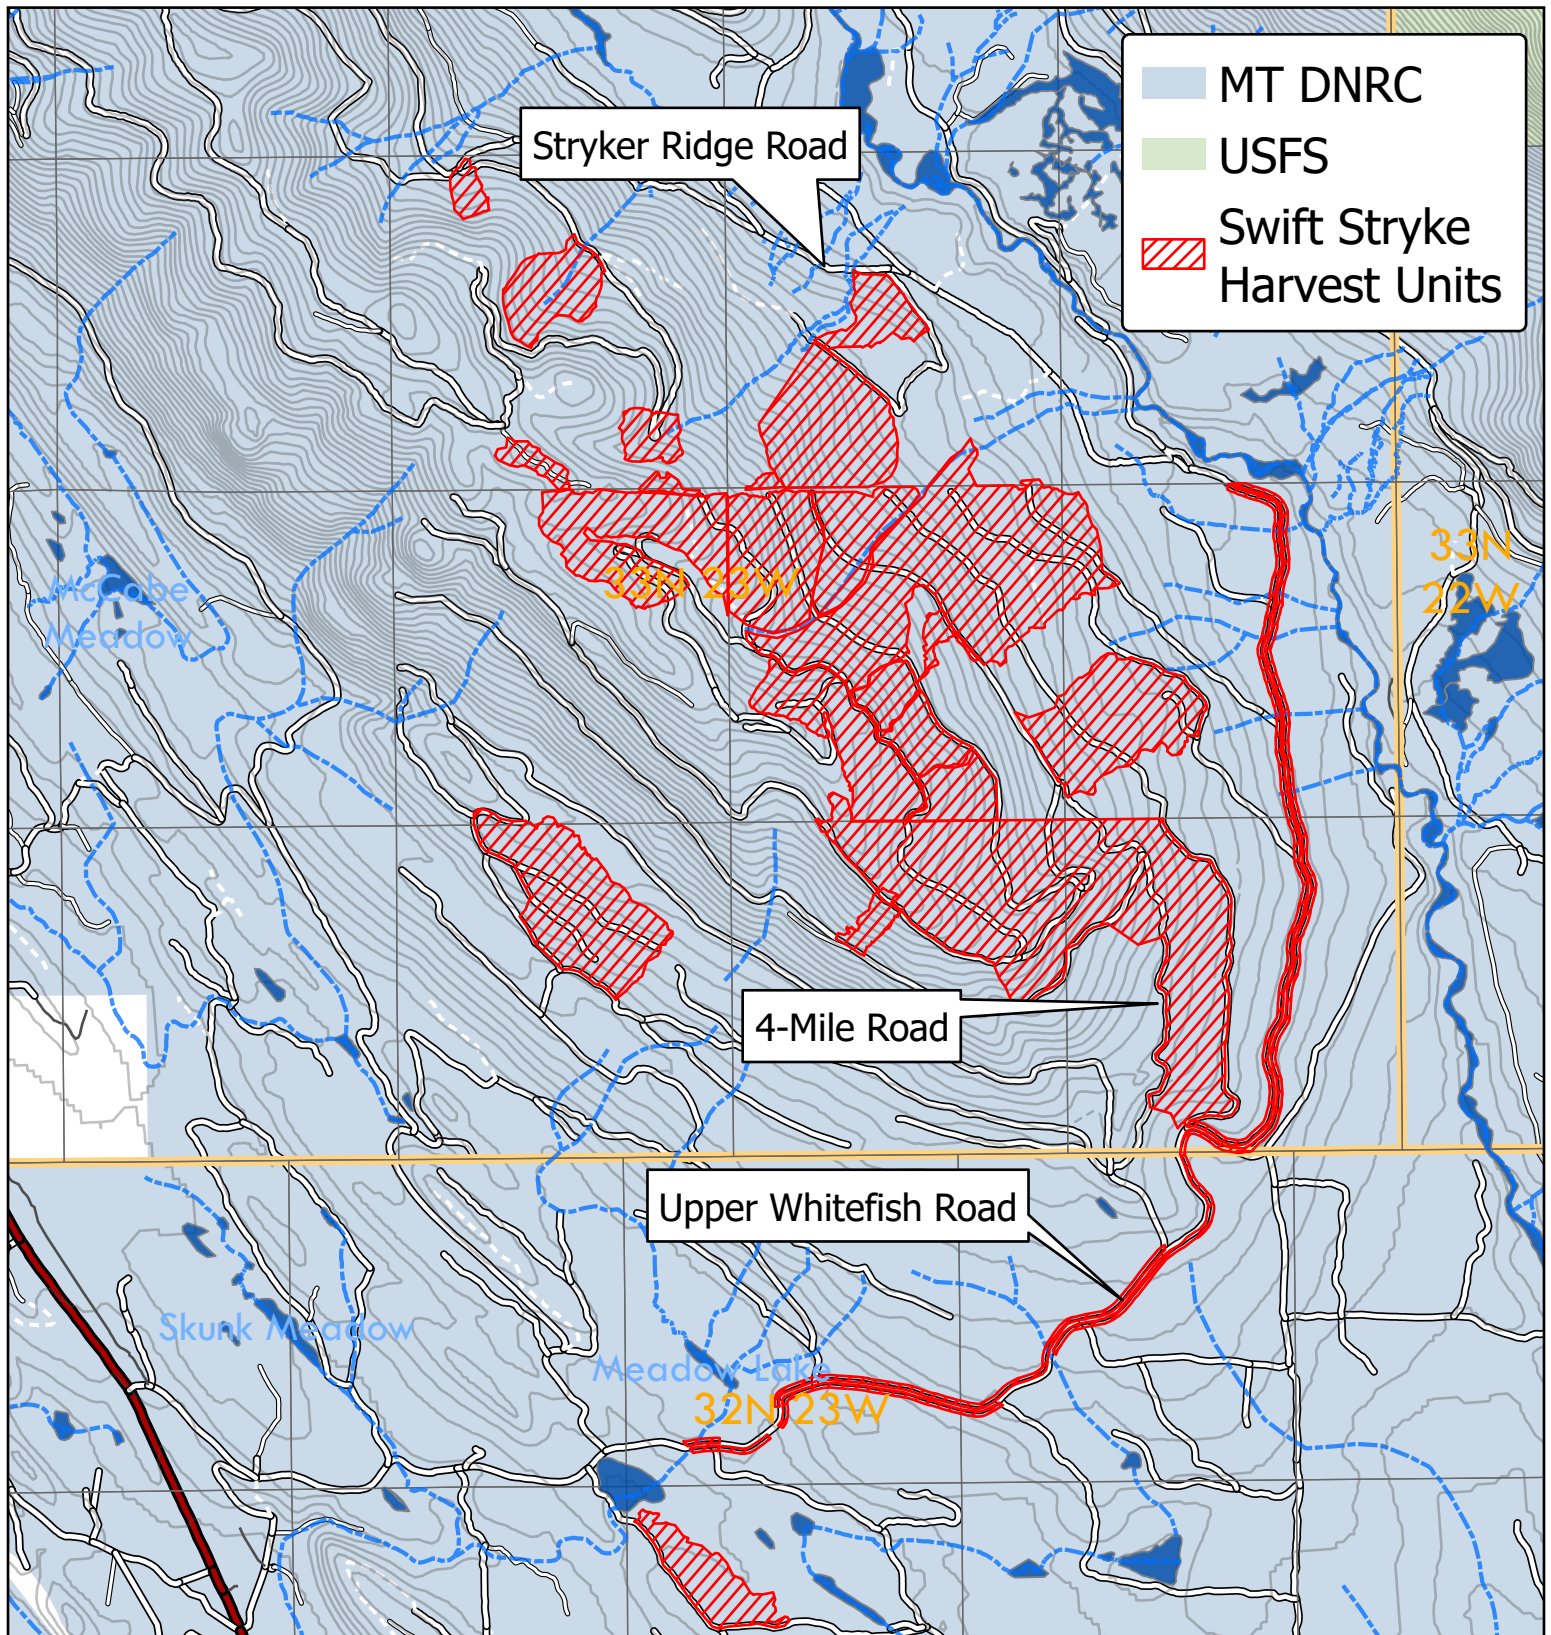 MT DNRC
USFS
Swift Stryke
Harvest Units
Stryker Ridge Road
33N
22W
33N 23W
McCabe
Meadow
4-Mile Road
Upper Whitefish Road
Skunk Meadow
Meadow Lake
32N 23W